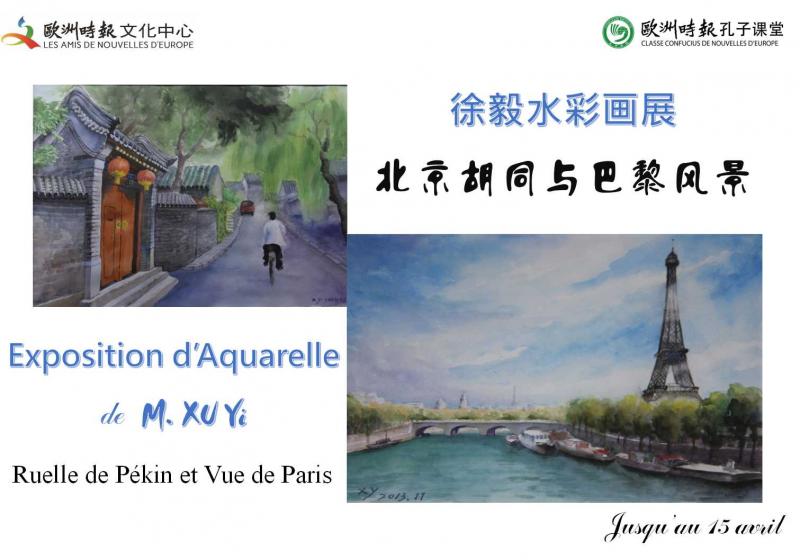 歐洲時報文化中心
LES AMIS DE NOUVELLES D'EUROPE
歐洲時報孔子课堂
CLASSE CONFUCIUS DE NOUVELLES D'EUROPE
徐毅水彩画展
北京胡同与巴黎风景
Exposition d'Aquarelle
de M. XU Yi
Ruelle de Pékin et Vue de Paris
XY 2013.11
Jusqu'au 15 avril